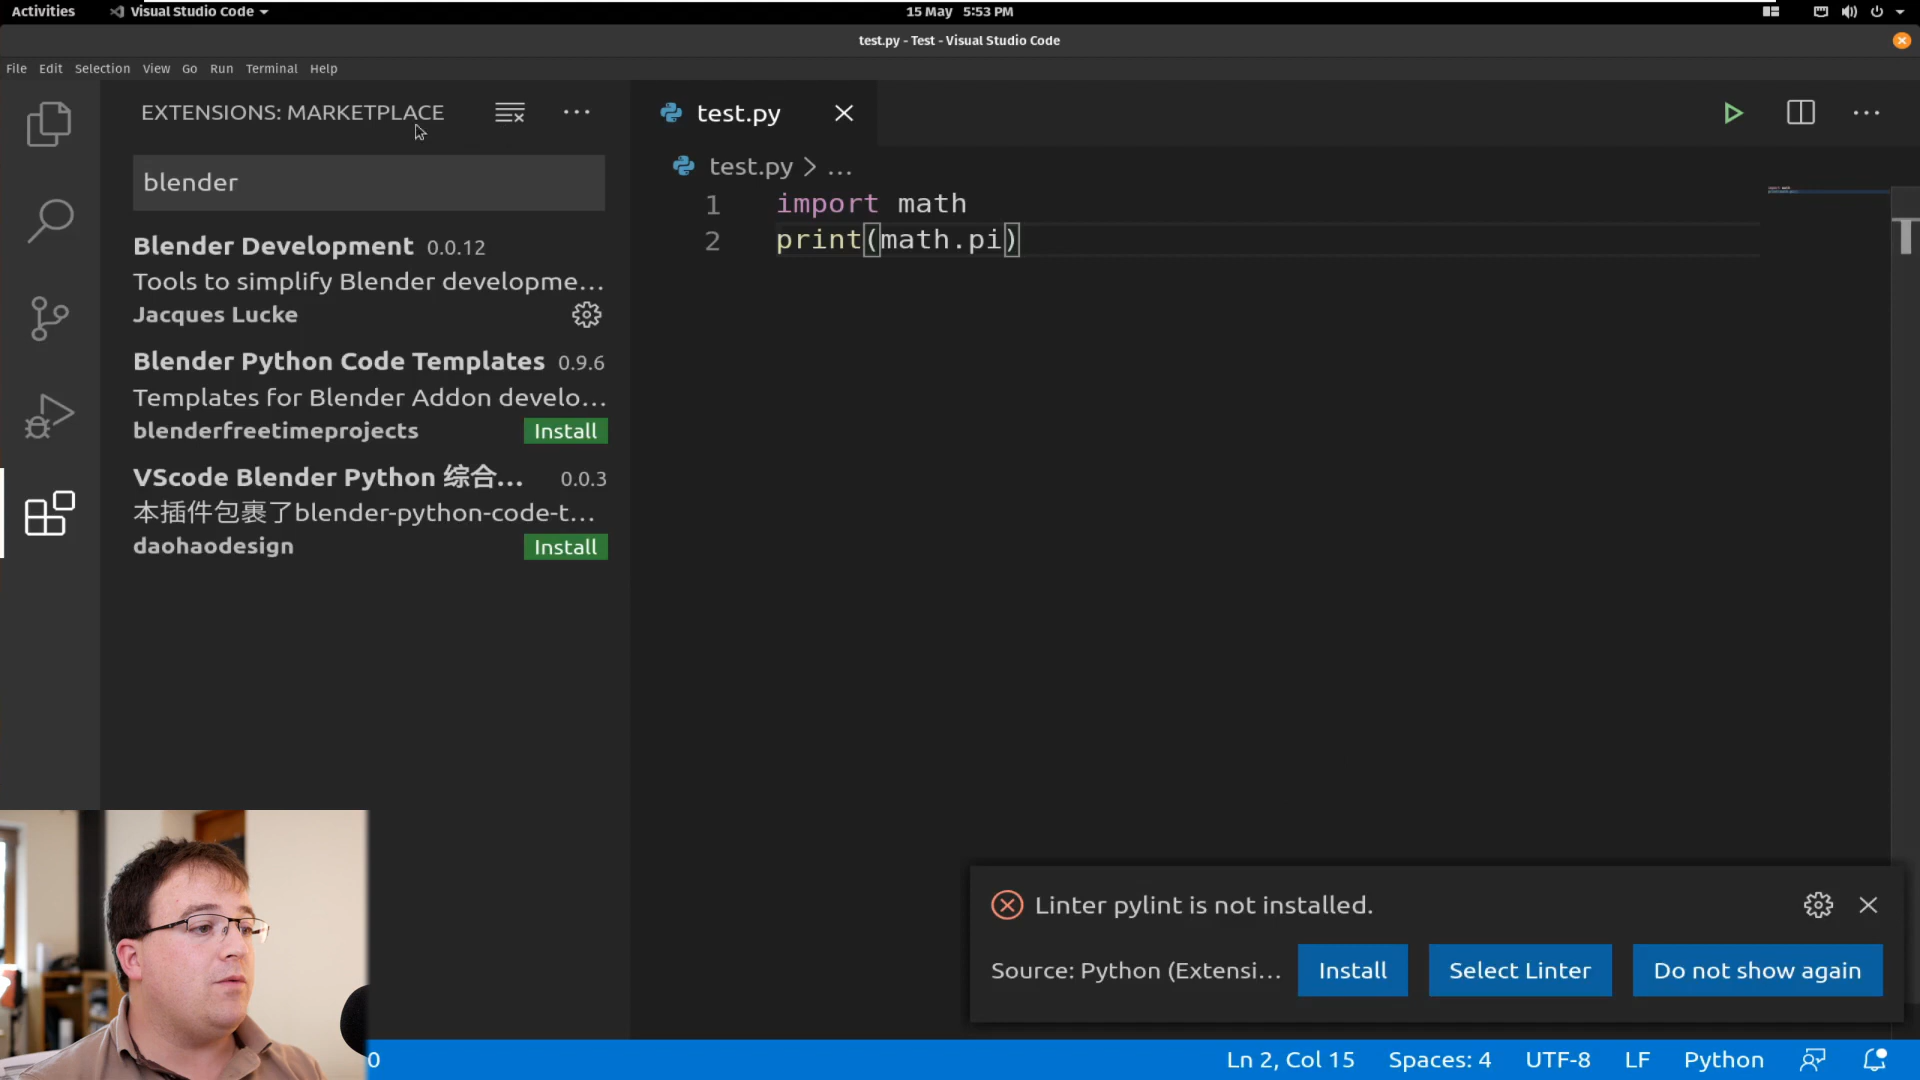 Activities
Visual Studio Code
15 May 5:53 PM
test.py - Test - Visual Studio Code
File Edit Selection View Go Run Terminal Help
EXTENSIONS: MARKETPLACE
blender
Blender Development 0.0.12
Tools to simplify Blender developme...
Jacques Lucke
Blender Python Code Templates 0.9.6
Templates for Blender Addon develo...
blenderfreetimeprojects Install
VScode Blender Python 综合... 0.0.3
本插件包裹了blender-python-code-t...
daohaodesign Install
test.py
test.py > ...
1 import math
2 print(math.pi)
Linter pylint is not installed.
Source: Python (Extensi... Install Select Linter Do not show again
0 Ln 2, Col 15 Spaces: 4 UTF-8 LF Python